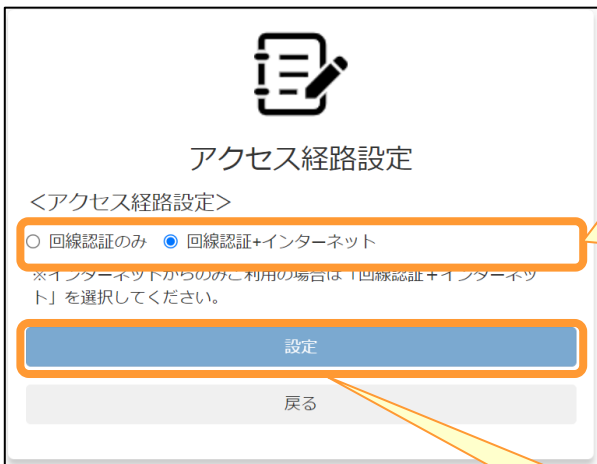 アクセス経路設定
＜アクセス経路設定＞
回線認証のみ 回線認証+インターネット
※インターネットからのみご利用の場合は「回線認証＋インターネッ
ト」を選択してください。
設定
戻る